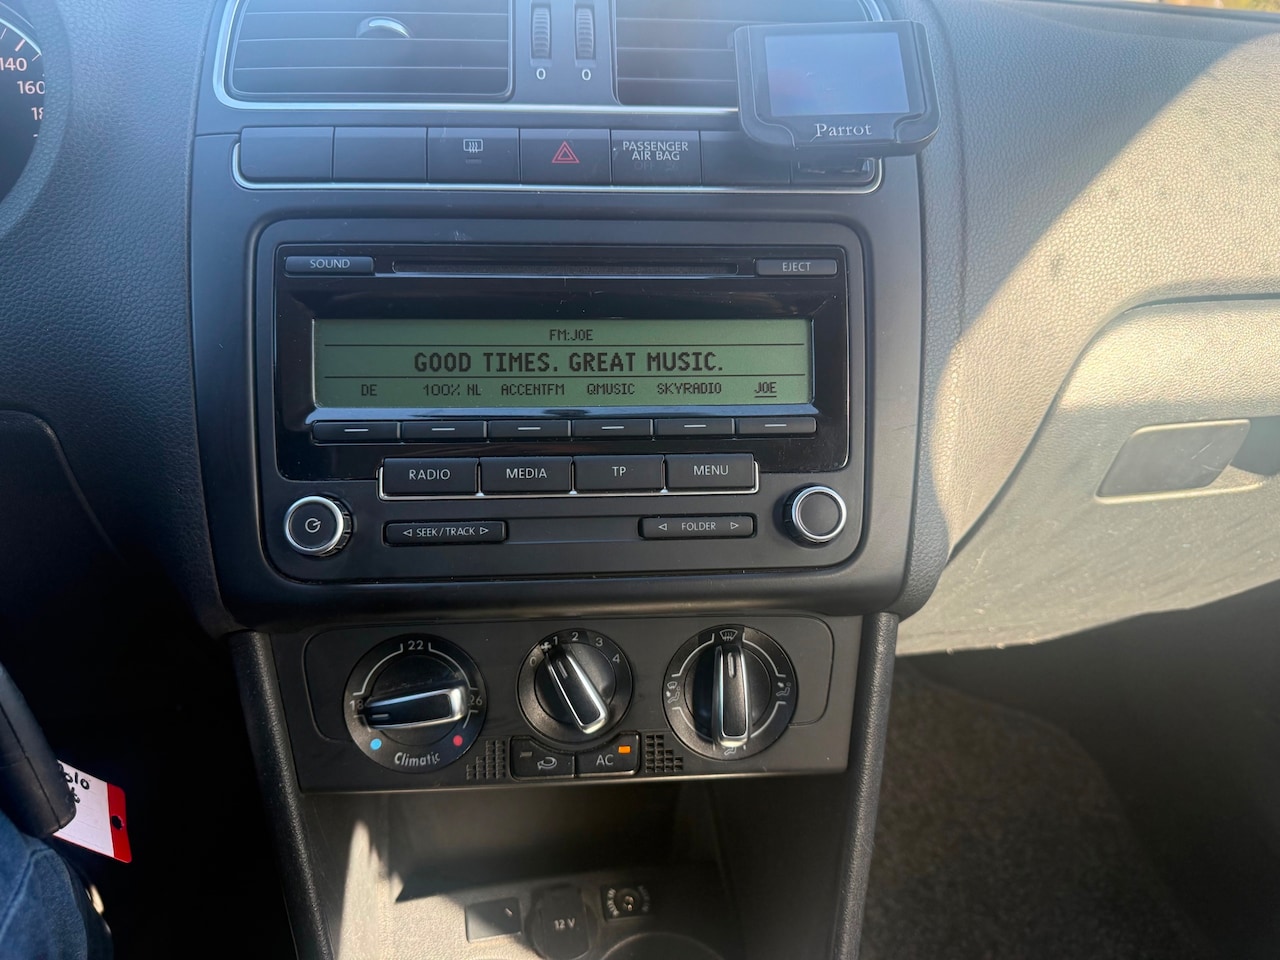 140
160
0 0
Parrot
PASSENGER
AIR BAG
SOUND
EJECT
FM:JOE
GOOD TIMES. GREAT MUSIC.
DE 100% NL ACCENTFM QMUSIC SKYRADIO JOE
RADIO MEDIA TP MENU
SEEK / TRACK
FOLDER
22
18 26
Climatic
0 1 2 3 4
AC
12 V